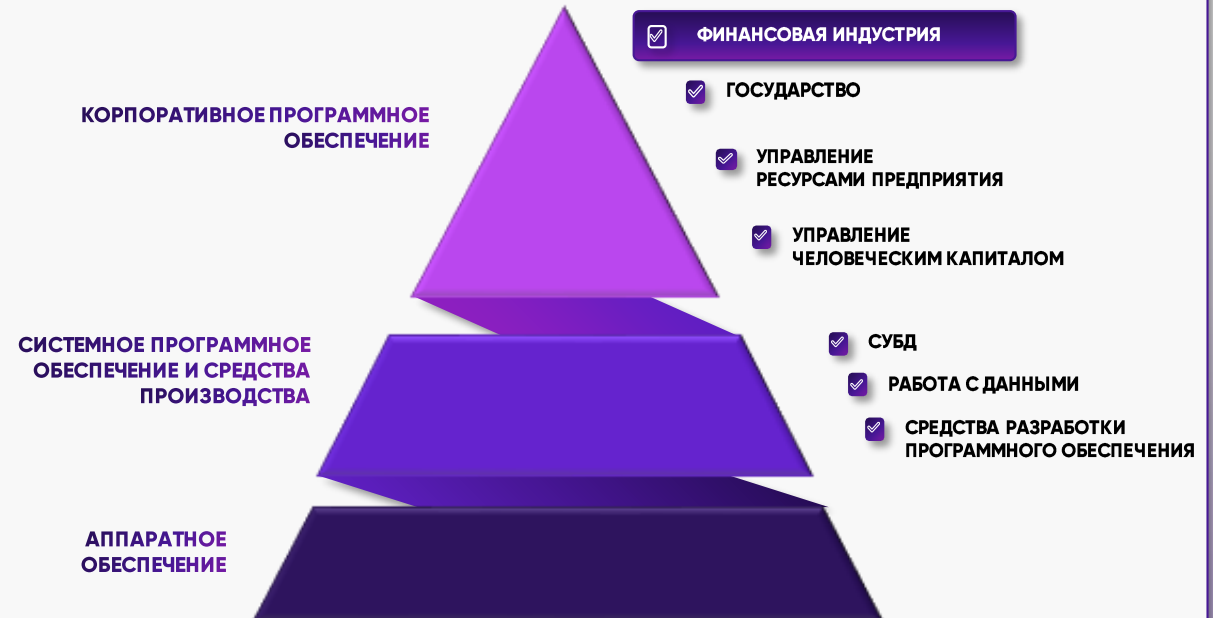 ФИНАНСОВАЯ ИНДУСТРИЯ
ГОСУДАРСТВО
КОРПОРАТИВНОЕ ПРОГРАММНОЕ
ОБЕСПЕЧЕНИЕ
УПРАВЛЕНИЕ
РЕСУРСАМИ ПРЕДПРИЯТИЯ
УПРАВЛЕНИЕ
ЧЕЛОВЕЧЕСКИМ КАПИТАЛОМ
СИСТЕМНОЕ ПРОГРАММНОЕ
ОБЕСПЕЧЕНИЕ И СРЕДСТВА
ПРОИЗВОДСТВА
СУБД
РАБОТА С ДАННЫМИ
СРЕДСТВА РАЗРАБОТКИ
ПРОГРАММНОГО ОБЕСПЕЧЕНИЯ
АППАРАТНОЕ
ОБЕСПЕЧЕНИЕ